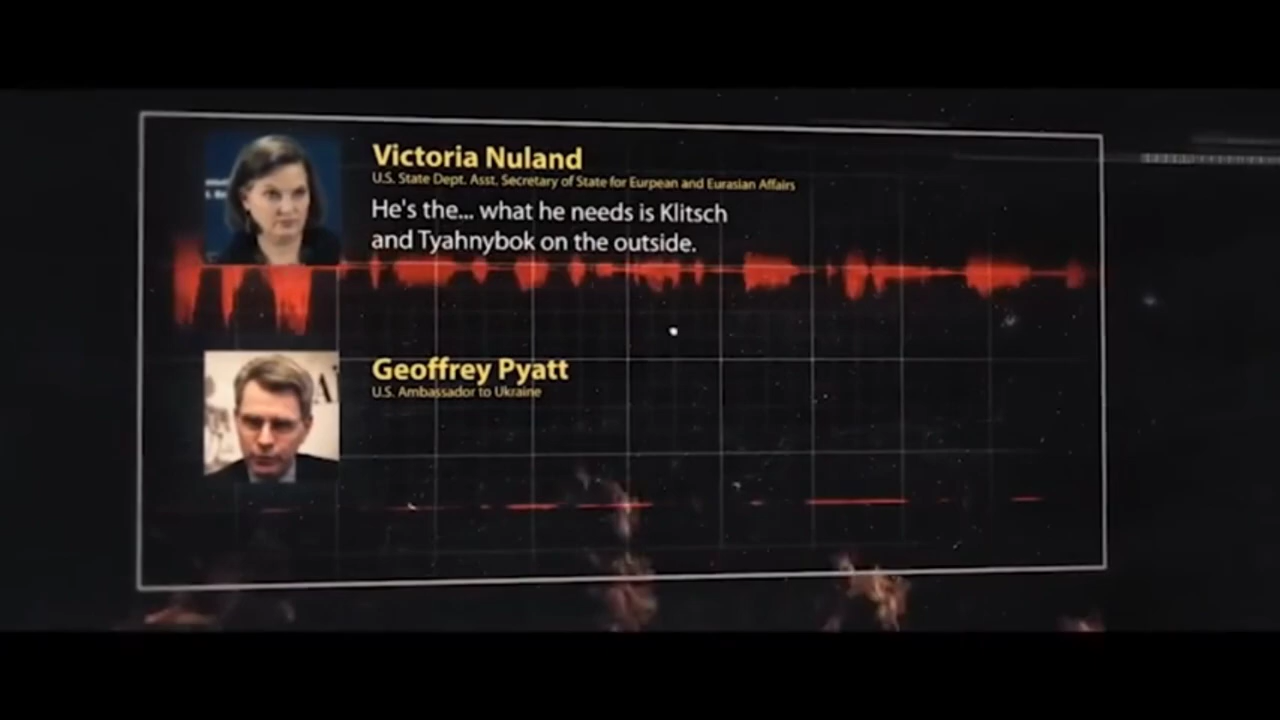 Victoria Nuland
U.S. State Dept. Asst. Secretary of State for Eurpean and Eurasian Affairs
He's the... what he needs is Klitsch
and Tyahnybok on the outside.
Geoffrey Pyatt
U.S. Ambassador to Ukraine